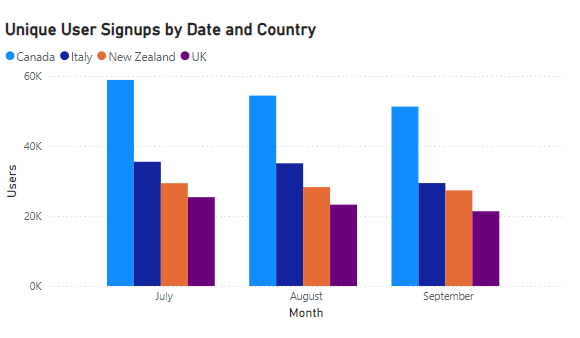 Unique User Signups by Date and Country
Canada Italy New Zealand UK
60K
40K
20K
0K
Users
July August September
Month